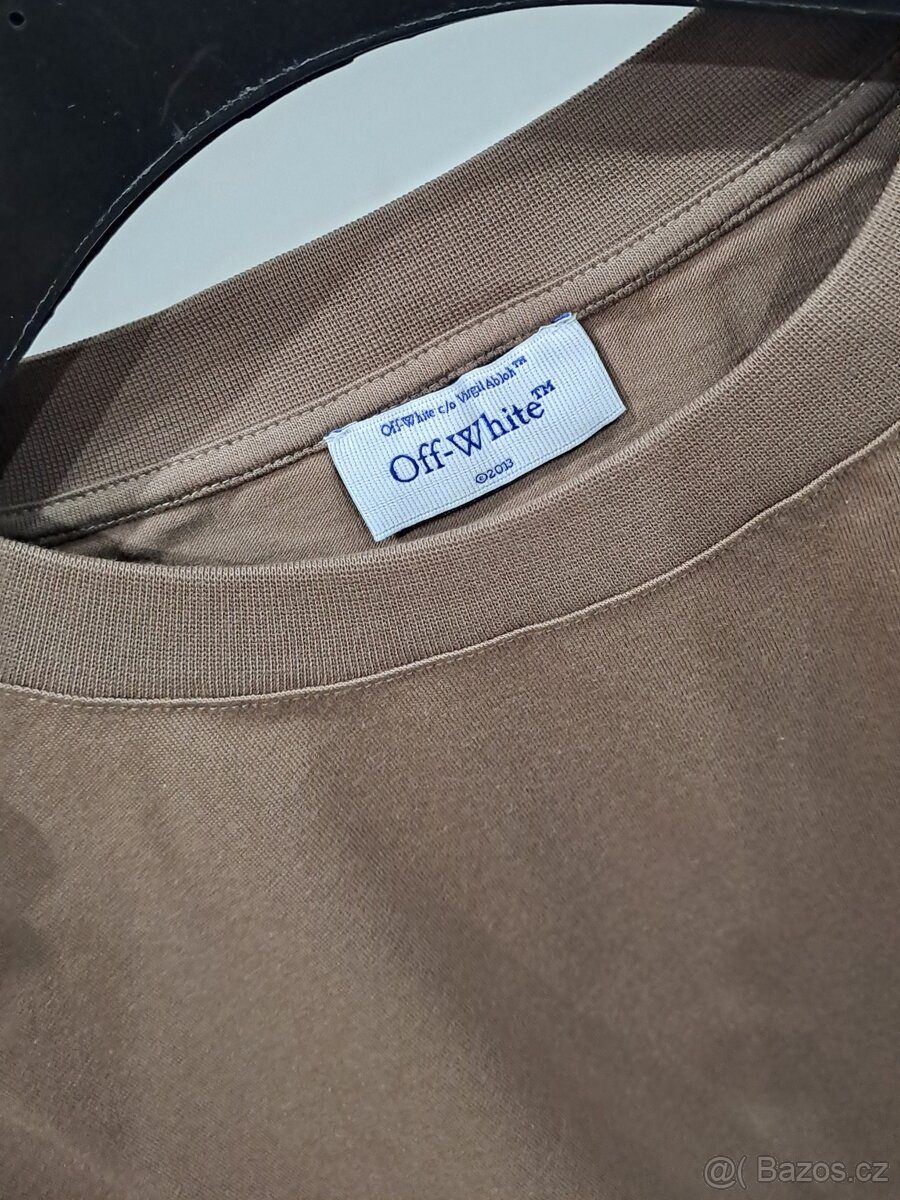 Off-White c/o Virgil Abloh™
Off-White™
©2013
@( Bazos.cz